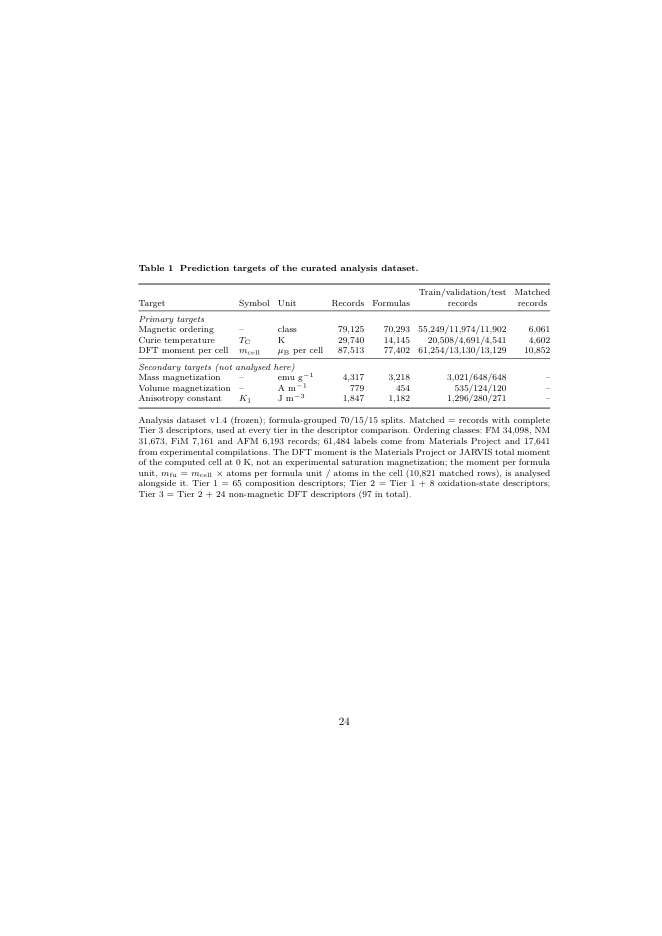 Table 1 Prediction targets of the curated analysis dataset.
Train/validation/test Matched
Target Symbol Unit Records Formulas records records
Primary targets
Magnetic ordering – class 79,125 70,293 55,249/11,974/11,902 6,061
Curie temperature T_C K 29,740 14,145 20,508/4,691/4,541 4,602
DFT moment per cell m_cell μ_B per cell 87,513 77,402 61,254/13,130/13,129 10,852
Secondary targets (not analysed here)
Mass magnetization – emu g⁻¹ 4,317 3,218 3,021/648/648 –
Volume magnetization – A m⁻¹ 779 454 535/124/120 –
Anisotropy constant K₁ J m⁻³ 1,847 1,182 1,296/280/271 –
Analysis dataset v1.4 (frozen); formula-grouped 70/15/15 splits. Matched = records with complete
Tier 3 descriptors, used at every tier in the descriptor comparison. Ordering classes: FM 34,098, NM
31,673, FiM 7,161 and AFM 6,193 records; 61,484 labels come from Materials Project and 17,641
from experimental compilations. The DFT moment is the Materials Project or JARVIS total moment
of the computed cell at 0 K, not an experimental saturation magnetization; the moment per formula
unit, m_fu = m_cell × atoms per formula unit / atoms in the cell (10,821 matched rows), is analysed
alongside it. Tier 1 = 65 composition descriptors; Tier 2 = Tier 1 + 8 oxidation-state descriptors;
Tier 3 = Tier 2 + 24 non-magnetic DFT descriptors (97 in total).
24